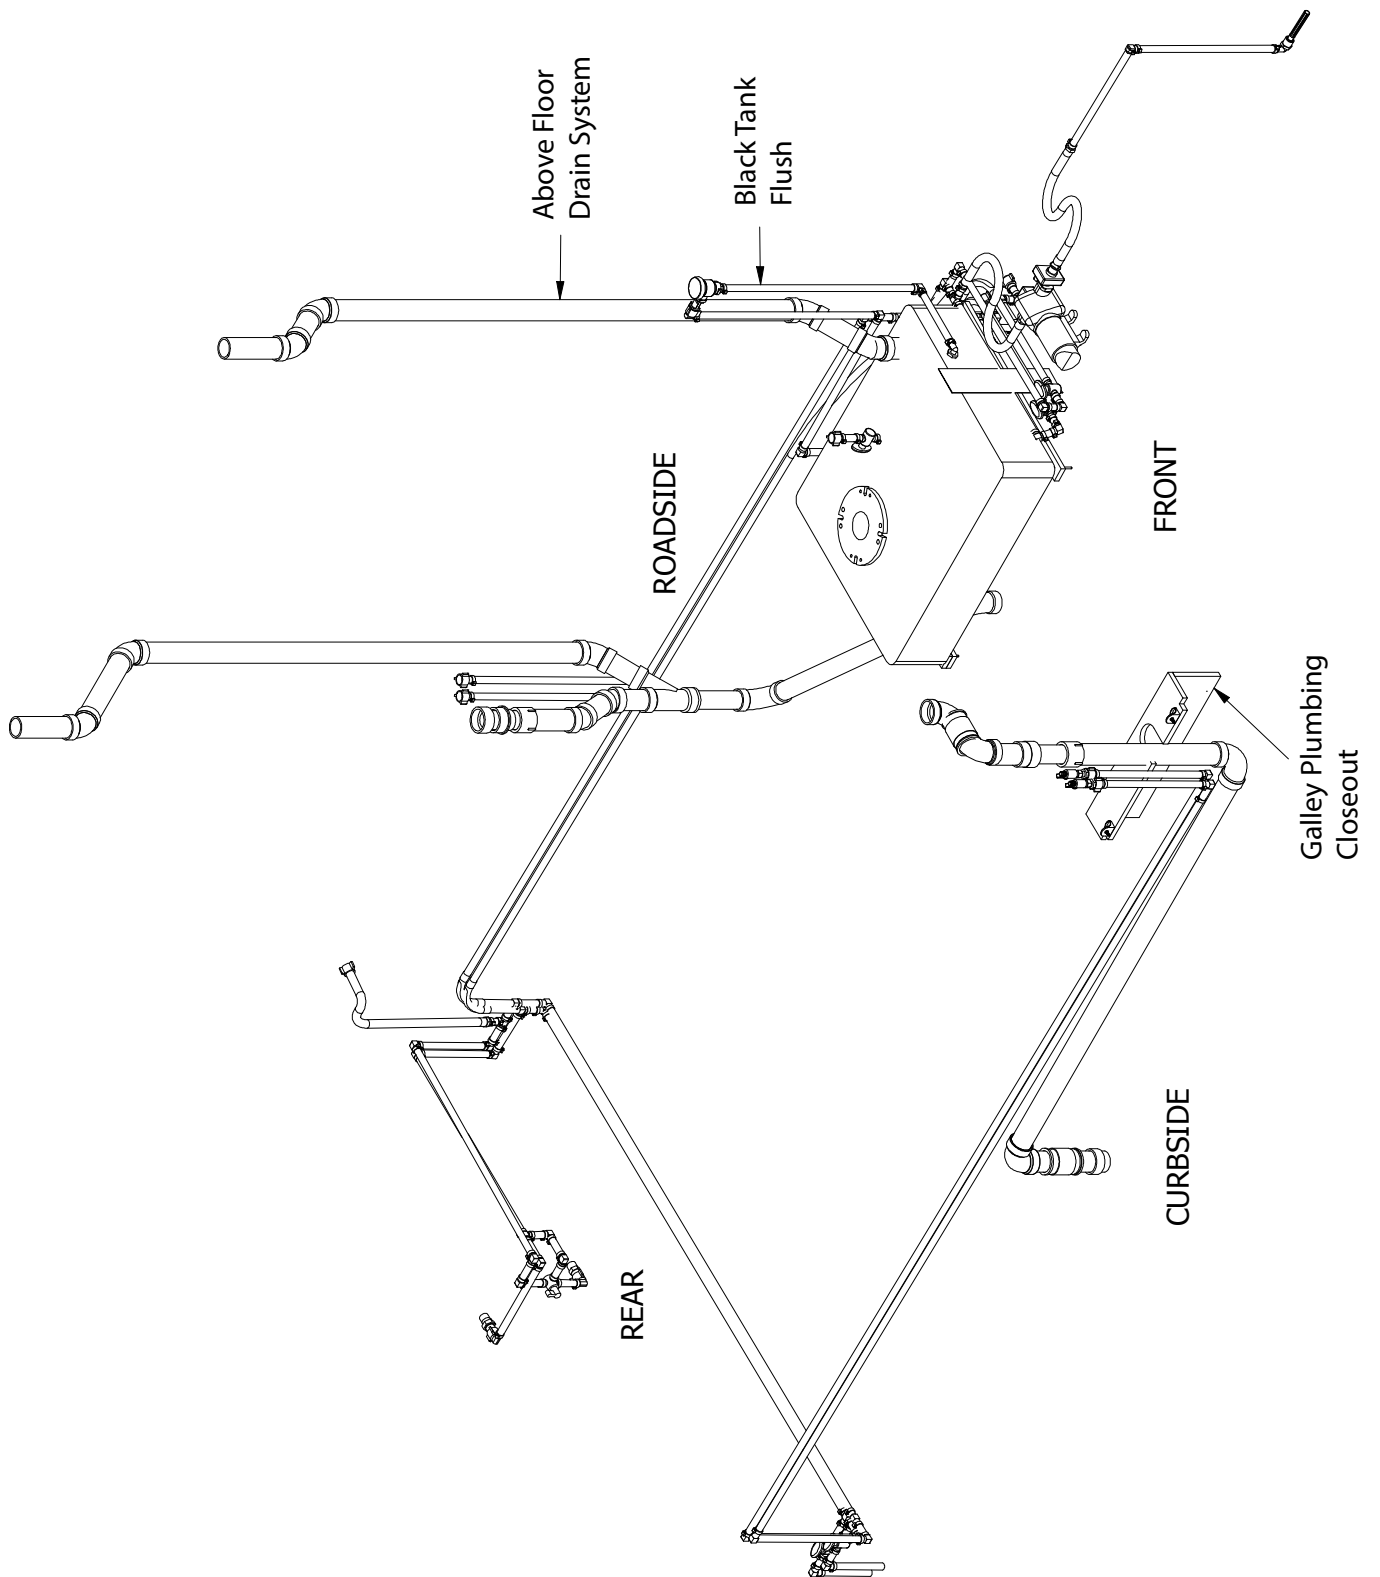 Above Floor
Drain System
Black Tank
Flush
ROADSIDE
FRONT
Galley Plumbing
Closeout
CURBSIDE
REAR